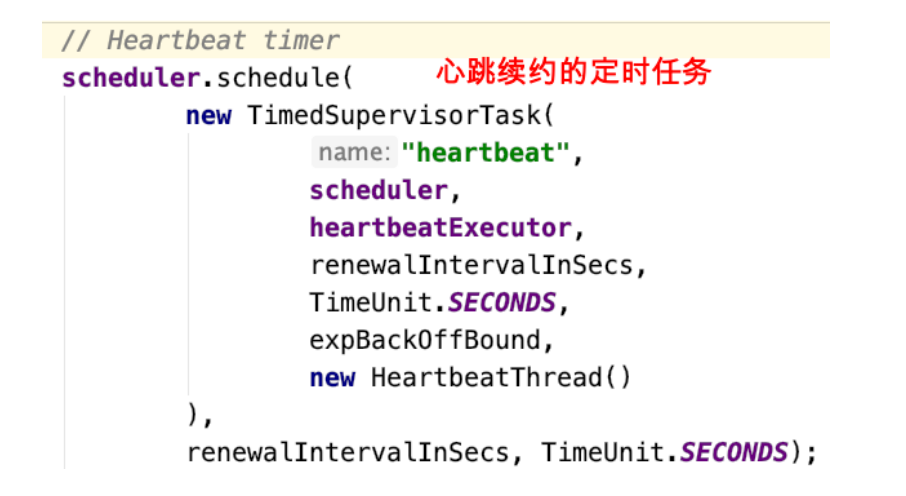 // Heartbeat timer
scheduler.schedule( 心跳续约的定时任务
new TimedSupervisorTask(
name: "heartbeat",
scheduler,
heartbeatExecutor,
renewalIntervalInSecs,
TimeUnit.SECONDS,
expBackOffBound,
new HeartbeatThread()
),
renewalIntervalInSecs, TimeUnit.SECONDS);